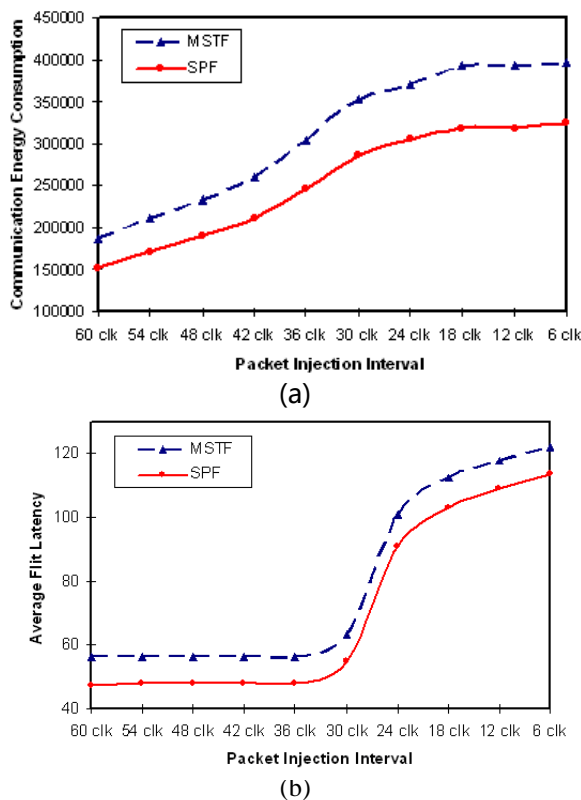 450000
400000
350000
300000
250000
200000
150000
100000
Communication Energy Consumption
MSTF
SPF
60 clk 54 clk 48 clk 42 clk 36 clk 30 clk 24 clk 18 clk 12 clk 6 clk
Packet Injection Interval
(a)
120
100
80
60
40
Average Flit Latency
MSTF
SPF
60 clk 54 clk 48 clk 42 clk 36 clk 30 clk 24 clk 18 clk 12 clk 6 clk
Packet Injection Interval
(b)